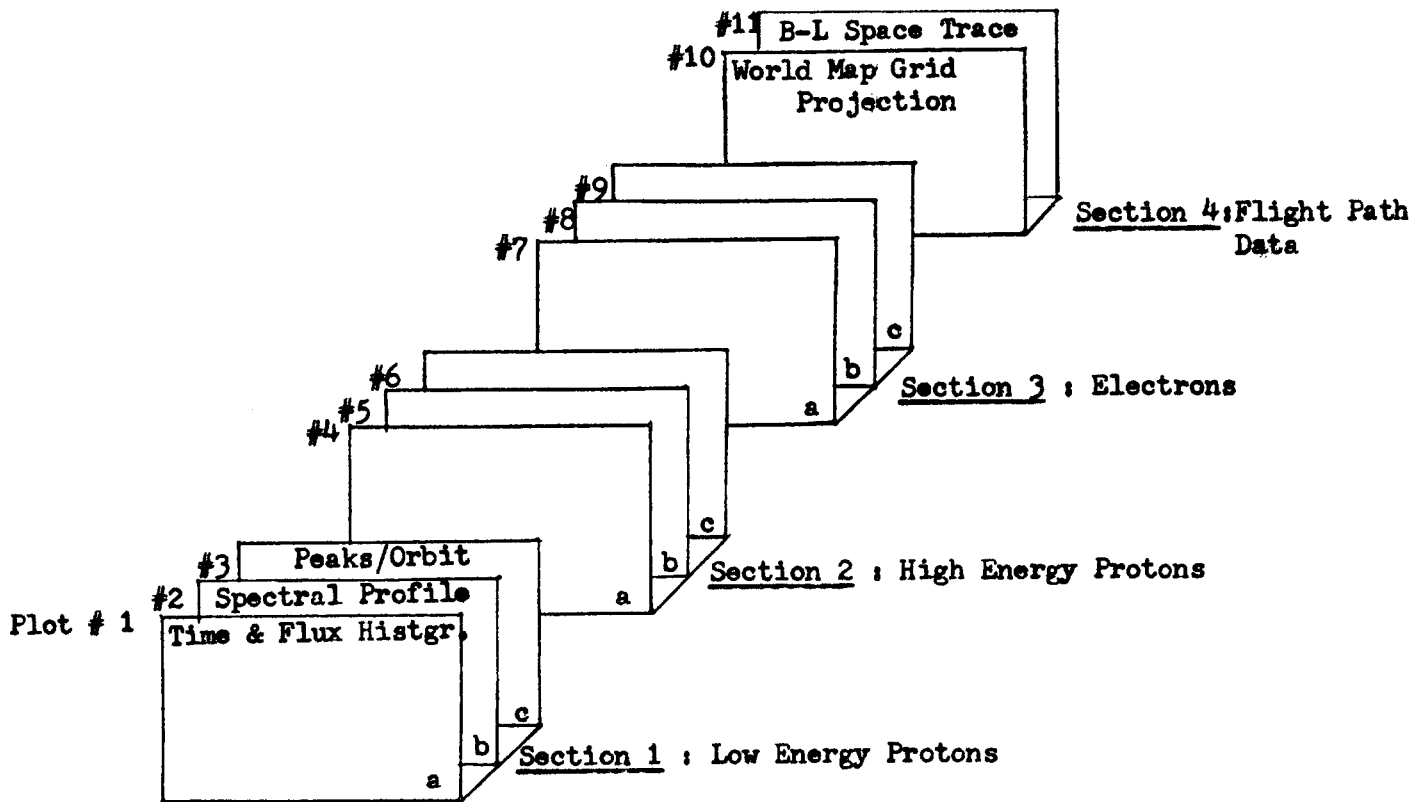 #11 B-L Space Trace
#10 World Map Grid
Projection
#9
#8
#7
Section 4:Flight Path
Data
c
b
a
Section 3 : Electrons
#6
#5
#4
c
b
a
Section 2 : High Energy Protons
#3 Peaks/Orbit
#2 Spectral Profile
Plot # 1 Time & Flux Histgr.
c
b
a
Section 1 : Low Energy Protons